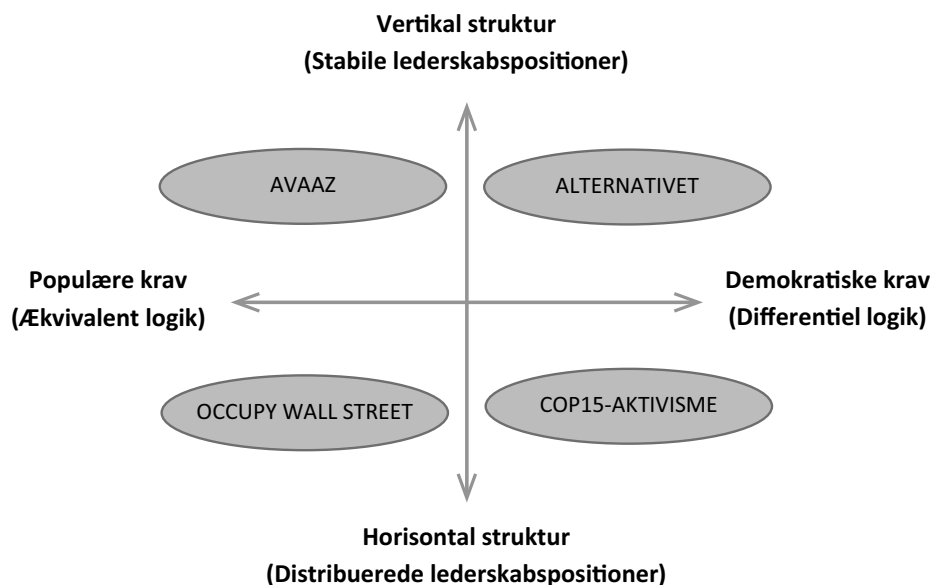 Vertikal struktur
(Stabile lederskabspositioner)
AVAAZ
ALTERNATIVET
Populære krav
(Ækvivalent logik)
Demokratiske krav
(Differentiel logik)
OCCUPY WALL STREET
COP15-AKTIVISME
Horisontal struktur
(Distribuerede lederskabspositioner)